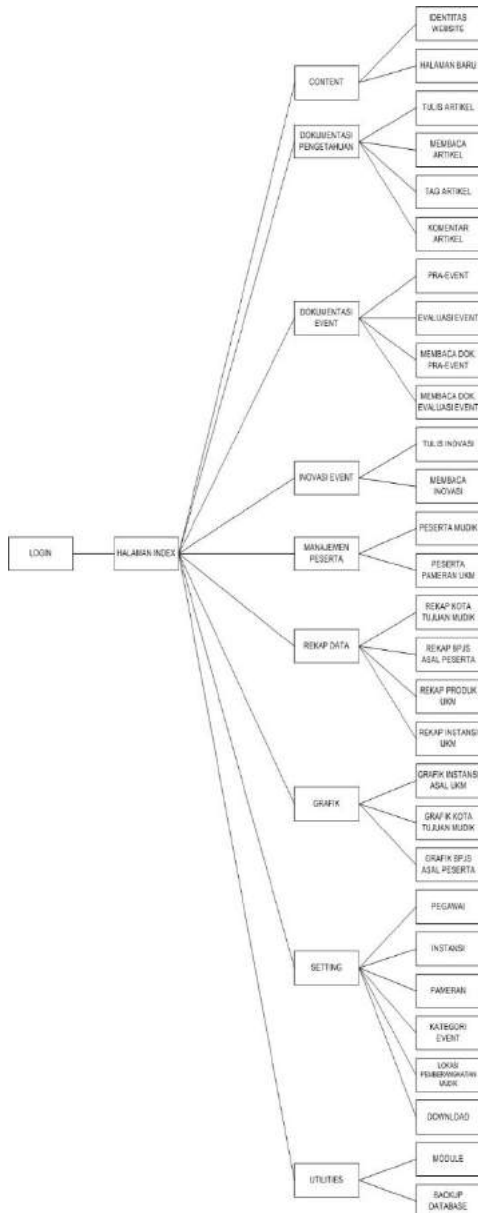 IDENTITAS
WEBSITE
HALAMAN BARU
CONTENT
TULIS ARTIKEL
DOKUMENTASI
PENGETAHUAN
MEMBACA
ARTIKEL
TAG ARTIKEL
KOMENTAR
ARTIKEL
PRA-EVENT
DOKUMENTASI
EVENT
EVALUASI EVENT
MEMBACA DOK.
PRA-EVENT
MEMBACA DOK.
EVALUASI EVENT
TULIS INOVASI
INOVASI EVENT
MEMBACA
INOVASI
LOGIN
HALAMAN INDEX
MANAJEMEN
PESERTA
PESERTA MUDIK
PESERTA
PAMERAN UKM
REKAP KOTA
TUJUAN MUDIK
REKAP DATA
REKAP BPJS
ASAL PESERTA
REKAP PRODUK
UKM
REKAP INSTANSI
UKM
GRAFIK INSTANSI
ASAL UKM
GRAFIK
GRAFIK KOTA
TUJUAN MUDIK
GRAFIK BPJS
ASAL PESERTA
PEGAWAI
INSTANSI
SETTING
PAMERAN
KATEGORI
EVENT
LOKASI
PEMBERANGKATAN
MUDIK
DOWNLOAD
MODULE
UTILITIES
BACKUP
DATABASE